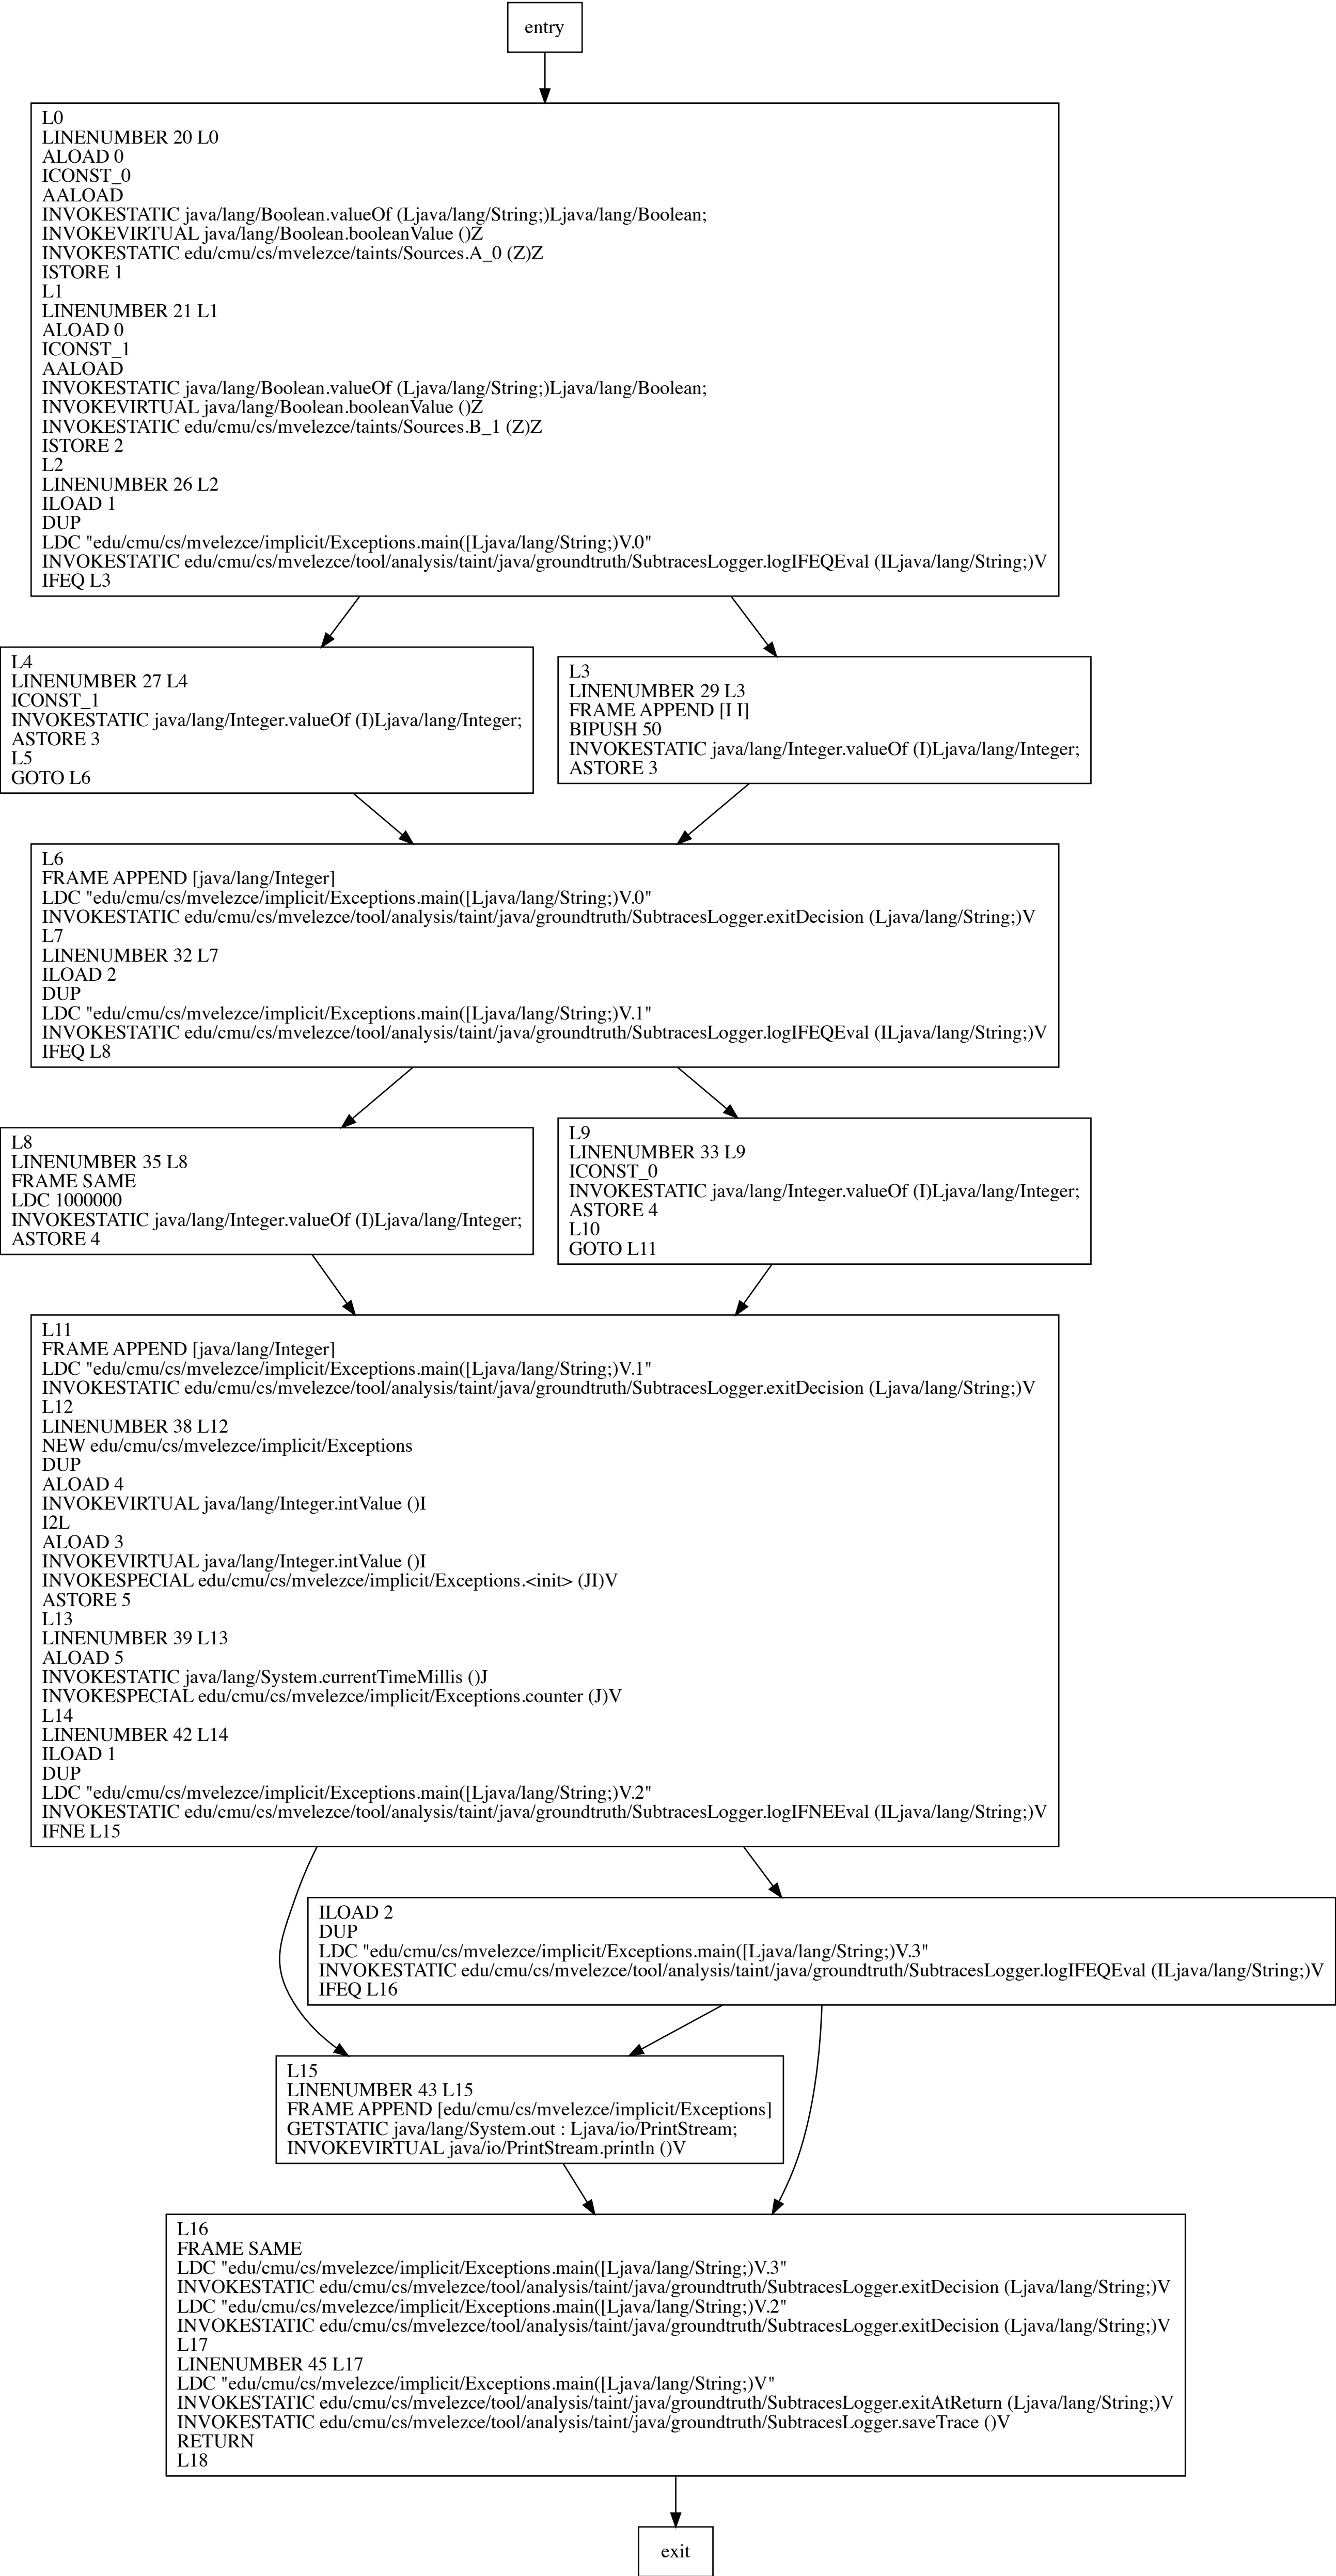 entry
L0
LINENUMBER 20 L0
ALOAD 0
ICONST_0
AALOAD
INVOKESTATIC java/lang/Boolean.valueOf (Ljava/lang/String;)Ljava/lang/Boolean;
INVOKEVIRTUAL java/lang/Boolean.booleanValue ()Z
INVOKESTATIC edu/cmu/cs/mvelezce/taints/Sources.A_0 (Z)Z
ISTORE 1
L1
LINENUMBER 21 L1
ALOAD 0
ICONST_1
AALOAD
INVOKESTATIC java/lang/Boolean.valueOf (Ljava/lang/String;)Ljava/lang/Boolean;
INVOKEVIRTUAL java/lang/Boolean.booleanValue ()Z
INVOKESTATIC edu/cmu/cs/mvelezce/taints/Sources.B_1 (Z)Z
ISTORE 2
L2
LINENUMBER 26 L2
ILOAD 1
DUP
LDC "edu/cmu/cs/mvelezce/implicit/Exceptions.main([Ljava/lang/String;)V.0"
INVOKESTATIC edu/cmu/cs/mvelezce/tool/analysis/taint/java/groundtruth/SubtracesLogger.logIFEQEval (ILjava/lang/String;)V
IFEQ L3
L4
LINENUMBER 27 L4
ICONST_1
INVOKESTATIC java/lang/Integer.valueOf (I)Ljava/lang/Integer;
ASTORE 3
L5
GOTO L6
L3
LINENUMBER 29 L3
FRAME APPEND [I I]
BIPUSH 50
INVOKESTATIC java/lang/Integer.valueOf (I)Ljava/lang/Integer;
ASTORE 3
L6
FRAME APPEND [java/lang/Integer]
LDC "edu/cmu/cs/mvelezce/implicit/Exceptions.main([Ljava/lang/String;)V.0"
INVOKESTATIC edu/cmu/cs/mvelezce/tool/analysis/taint/java/groundtruth/SubtracesLogger.exitDecision (Ljava/lang/String;)V
L7
LINENUMBER 32 L7
ILOAD 2
DUP
LDC "edu/cmu/cs/mvelezce/implicit/Exceptions.main([Ljava/lang/String;)V.1"
INVOKESTATIC edu/cmu/cs/mvelezce/tool/analysis/taint/java/groundtruth/SubtracesLogger.logIFEQEval (ILjava/lang/String;)V
IFEQ L8
L8
LINENUMBER 35 L8
FRAME SAME
LDC 1000000
INVOKESTATIC java/lang/Integer.valueOf (I)Ljava/lang/Integer;
ASTORE 4
L9
LINENUMBER 33 L9
ICONST_0
INVOKESTATIC java/lang/Integer.valueOf (I)Ljava/lang/Integer;
ASTORE 4
L10
GOTO L11
L11
FRAME APPEND [java/lang/Integer]
LDC "edu/cmu/cs/mvelezce/implicit/Exceptions.main([Ljava/lang/String;)V.1"
INVOKESTATIC edu/cmu/cs/mvelezce/tool/analysis/taint/java/groundtruth/SubtracesLogger.exitDecision (Ljava/lang/String;)V
L12
LINENUMBER 38 L12
NEW edu/cmu/cs/mvelezce/implicit/Exceptions
DUP
ALOAD 4
INVOKEVIRTUAL java/lang/Integer.intValue ()I
I2L
ALOAD 3
INVOKEVIRTUAL java/lang/Integer.intValue ()I
INVOKESPECIAL edu/cmu/cs/mvelezce/implicit/Exceptions.<init> (JI)V
ASTORE 5
L13
LINENUMBER 39 L13
ALOAD 5
INVOKESTATIC java/lang/System.currentTimeMillis ()J
INVOKESPECIAL edu/cmu/cs/mvelezce/implicit/Exceptions.counter (J)V
L14
LINENUMBER 42 L14
ILOAD 1
DUP
LDC "edu/cmu/cs/mvelezce/implicit/Exceptions.main([Ljava/lang/String;)V.2"
INVOKESTATIC edu/cmu/cs/mvelezce/tool/analysis/taint/java/groundtruth/SubtracesLogger.logIFNEEval (ILjava/lang/String;)V
IFNE L15
ILOAD 2
DUP
LDC "edu/cmu/cs/mvelezce/implicit/Exceptions.main([Ljava/lang/String;)V.3"
INVOKESTATIC edu/cmu/cs/mvelezce/tool/analysis/taint/java/groundtruth/SubtracesLogger.logIFEQEval (ILjava/lang/String;)V
IFEQ L16
L15
LINENUMBER 43 L15
FRAME APPEND [edu/cmu/cs/mvelezce/implicit/Exceptions]
GETSTATIC java/lang/System.out : Ljava/io/PrintStream;
INVOKEVIRTUAL java/io/PrintStream.println ()V
L16
FRAME SAME
LDC "edu/cmu/cs/mvelezce/implicit/Exceptions.main([Ljava/lang/String;)V.3"
INVOKESTATIC edu/cmu/cs/mvelezce/tool/analysis/taint/java/groundtruth/SubtracesLogger.exitDecision (Ljava/lang/String;)V
LDC "edu/cmu/cs/mvelezce/implicit/Exceptions.main([Ljava/lang/String;)V.2"
INVOKESTATIC edu/cmu/cs/mvelezce/tool/analysis/taint/java/groundtruth/SubtracesLogger.exitDecision (Ljava/lang/String;)V
L17
LINENUMBER 45 L17
LDC "edu/cmu/cs/mvelezce/implicit/Exceptions.main([Ljava/lang/String;)V"
INVOKESTATIC edu/cmu/cs/mvelezce/tool/analysis/taint/java/groundtruth/SubtracesLogger.exitAtReturn (Ljava/lang/String;)V
INVOKESTATIC edu/cmu/cs/mvelezce/tool/analysis/taint/java/groundtruth/SubtracesLogger.saveTrace ()V
RETURN
L18
exit